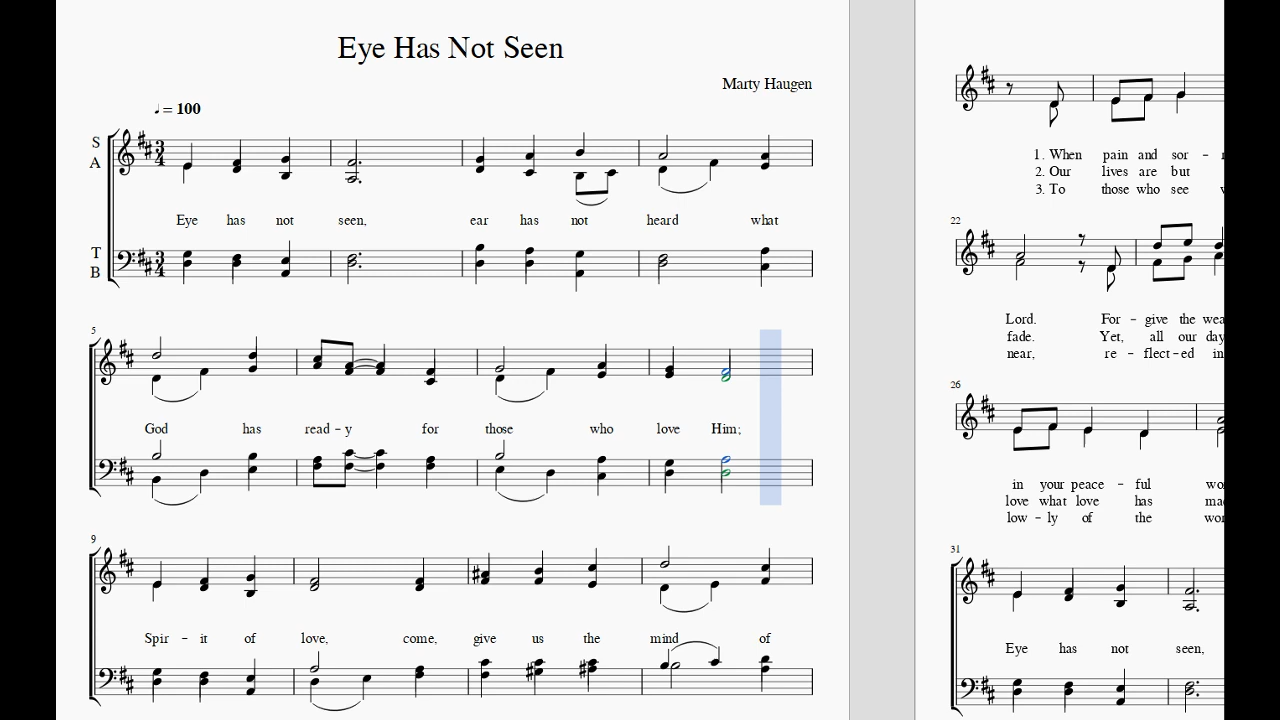 Eye Has Not Seen
Marty Haugen
♩ = 100
S
A
3
4
Eye has not seen, ear has not heard what
T
B
3
4
5
God has read – y for those who love Him;
9
Spir – it of love, come, give us the mind of
1. When pain and sor –
2. Our lives are but
3. To those who see
22
Lord. For – give the
fade. Yet, all our day
near, re – flect – ed in
26
in your peace – ful
love what love has
low – ly of the
31
Eye has not seen,